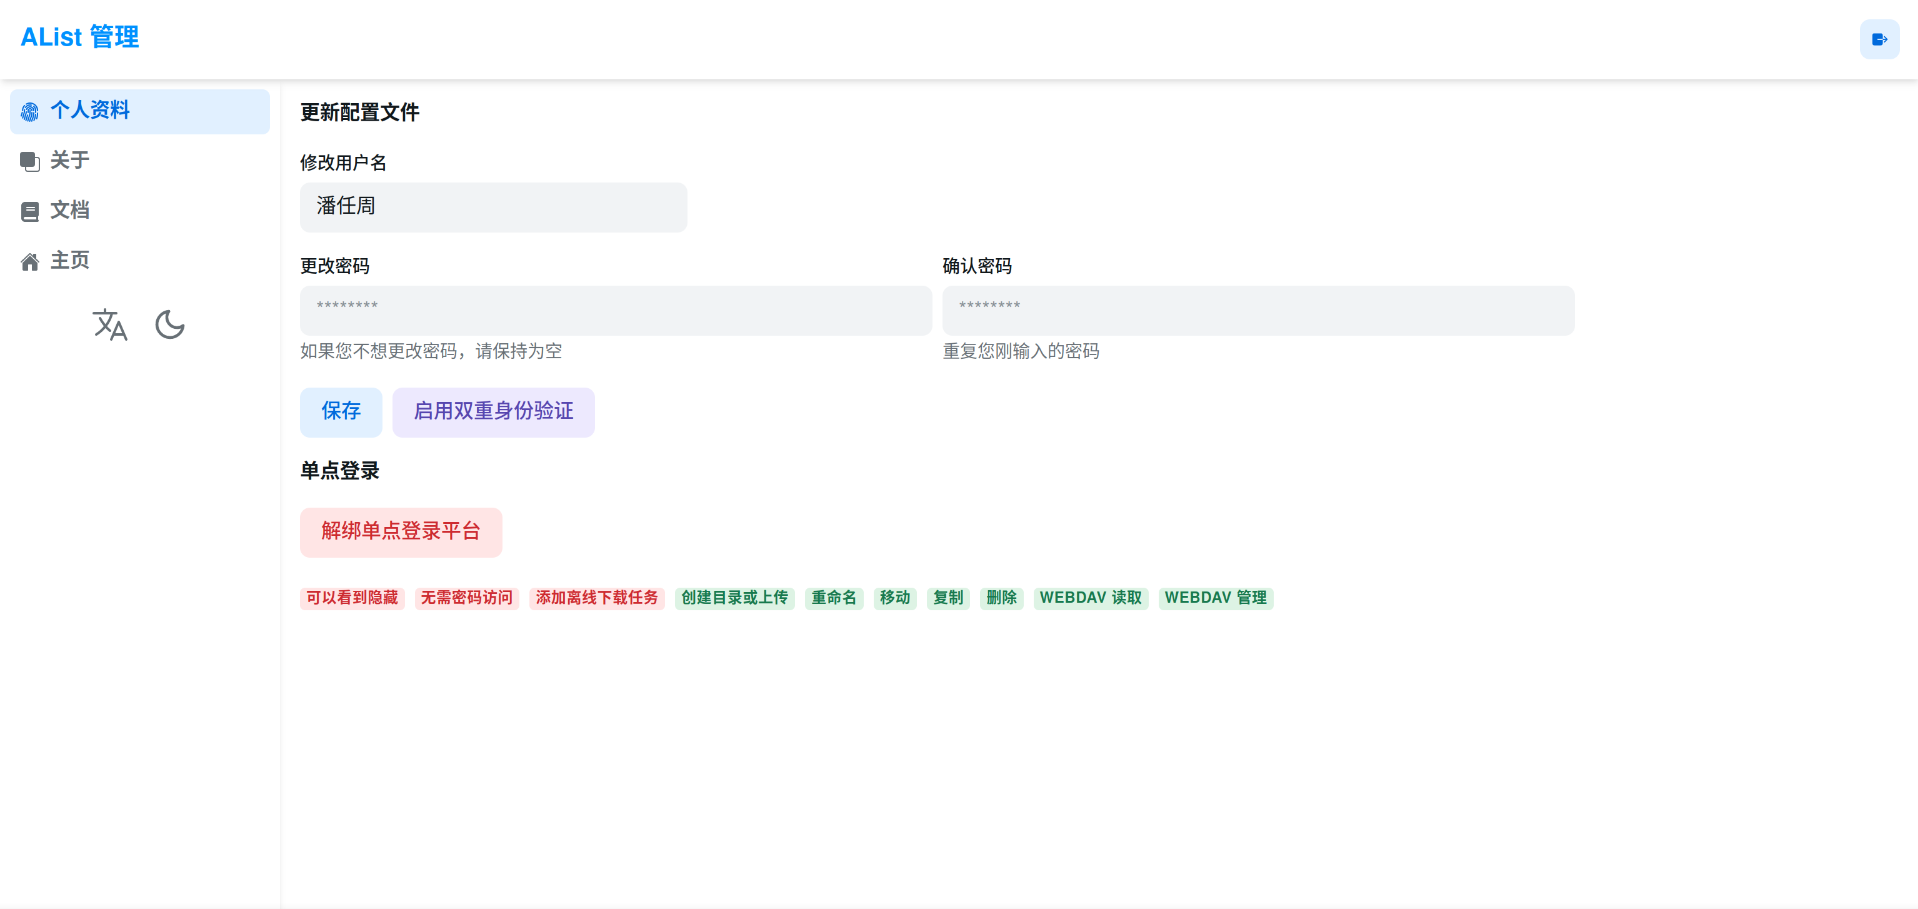 AList 管理
个人资料
关于
文档
主页
更新配置文件
修改用户名
潘任周
更改密码
确认密码
********
********
如果您不想更改密码，请保持为空
重复您刚输入的密码
保存
启用双重身份验证
单点登录
解绑单点登录平台
可以看到隐藏 无需密码访问 添加离线下载任务 创建目录或上传 重命名 移动 复制 删除 WEBDAV 读取 WEBDAV 管理